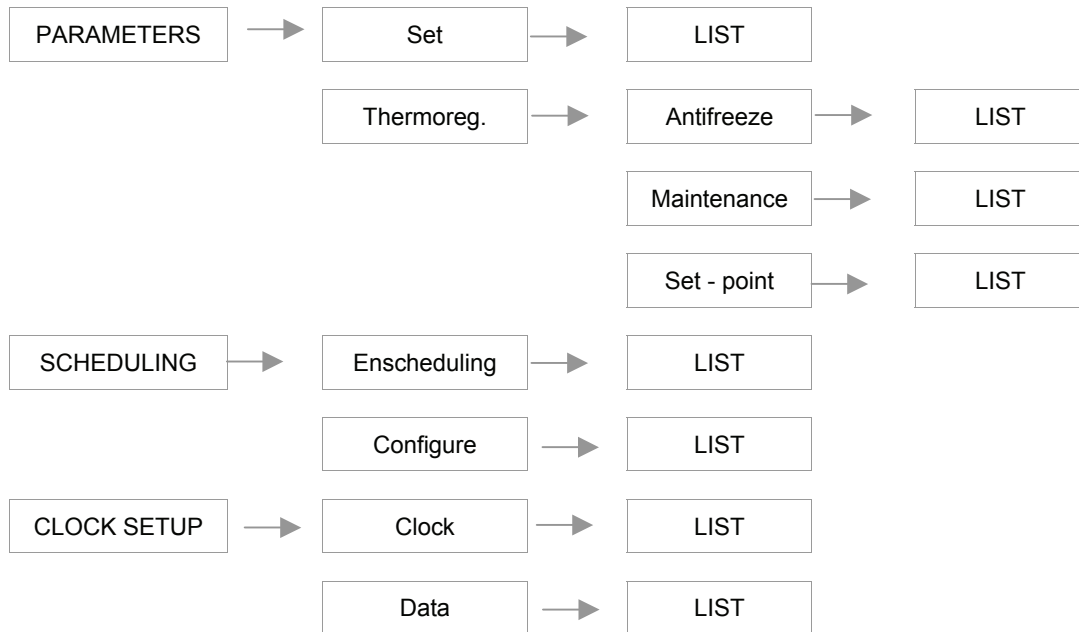 PARAMETERS Set LIST
Thermoreg. Antifreeze LIST
Maintenance LIST
Set - point LIST
SCHEDULING Enscheduling LIST
Configure LIST
CLOCK SETUP Clock LIST
Data LIST